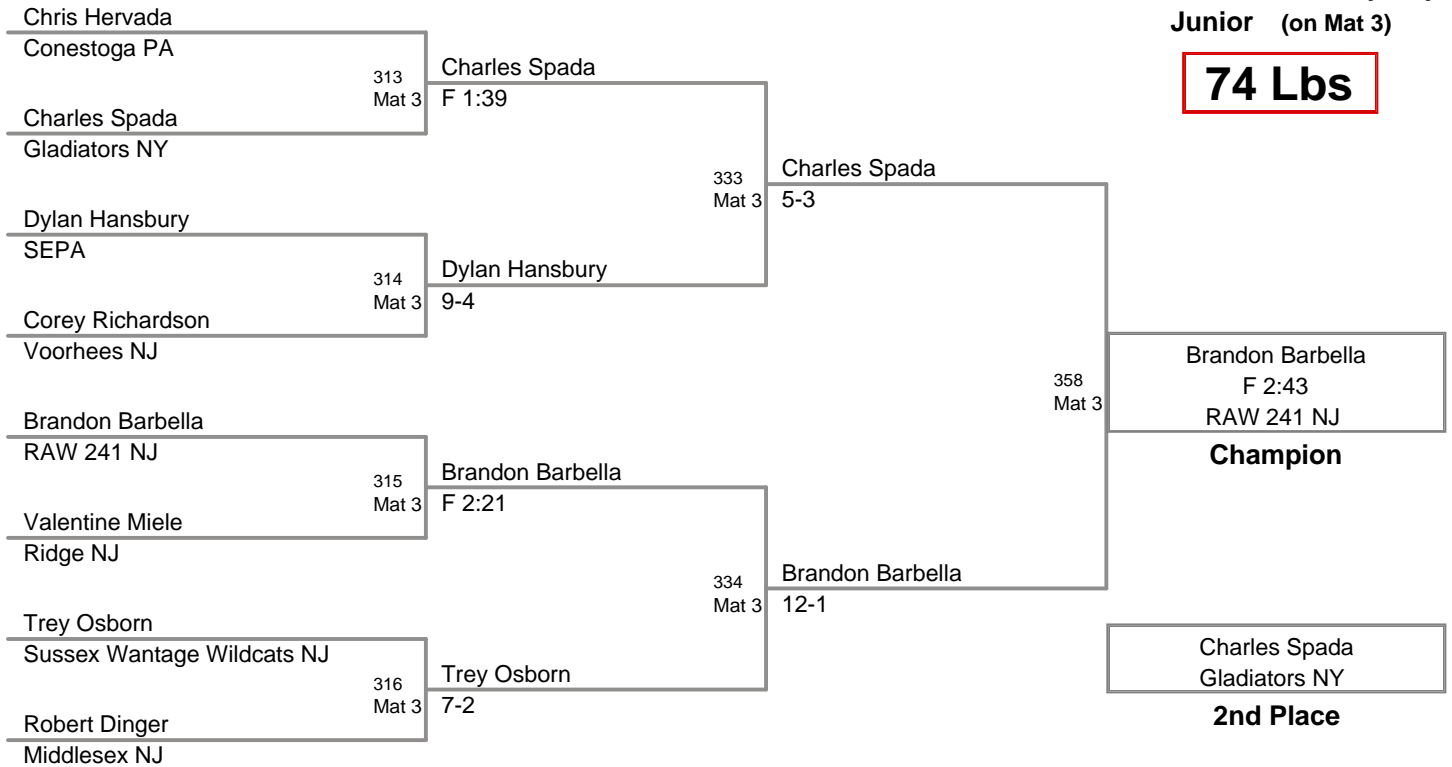 Junior (on Mat 3)
74 Lbs
Chris Hervada
Conestoga PA
313
Mat 3
Charles Spada
F 1:39
Charles Spada
Gladiators NY
333
Mat 3
Charles Spada
5-3
Dylan Hansbury
SEPA
314
Mat 3
Dylan Hansbury
9-4
Corey Richardson
Voorhees NJ
358
Mat 3
Brandon Barbella
F 2:43
RAW 241 NJ
Champion
Brandon Barbella
RAW 241 NJ
315
Mat 3
Brandon Barbella
F 2:21
Valentine Miele
Ridge NJ
334
Mat 3
Brandon Barbella
12-1
Trey Osborn
Sussex Wantage Wildcats NJ
316
Mat 3
Trey Osborn
7-2
Robert Dinger
Middlesex NJ
Charles Spada
Gladiators NY
2nd Place